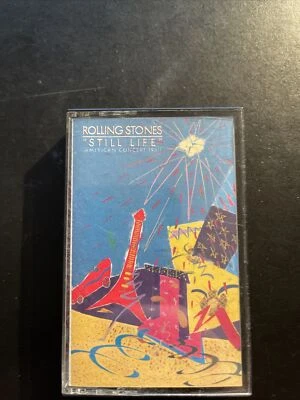 ROLLING STONES
"STILL LIFE"
AMERICAN CONCERT 1981